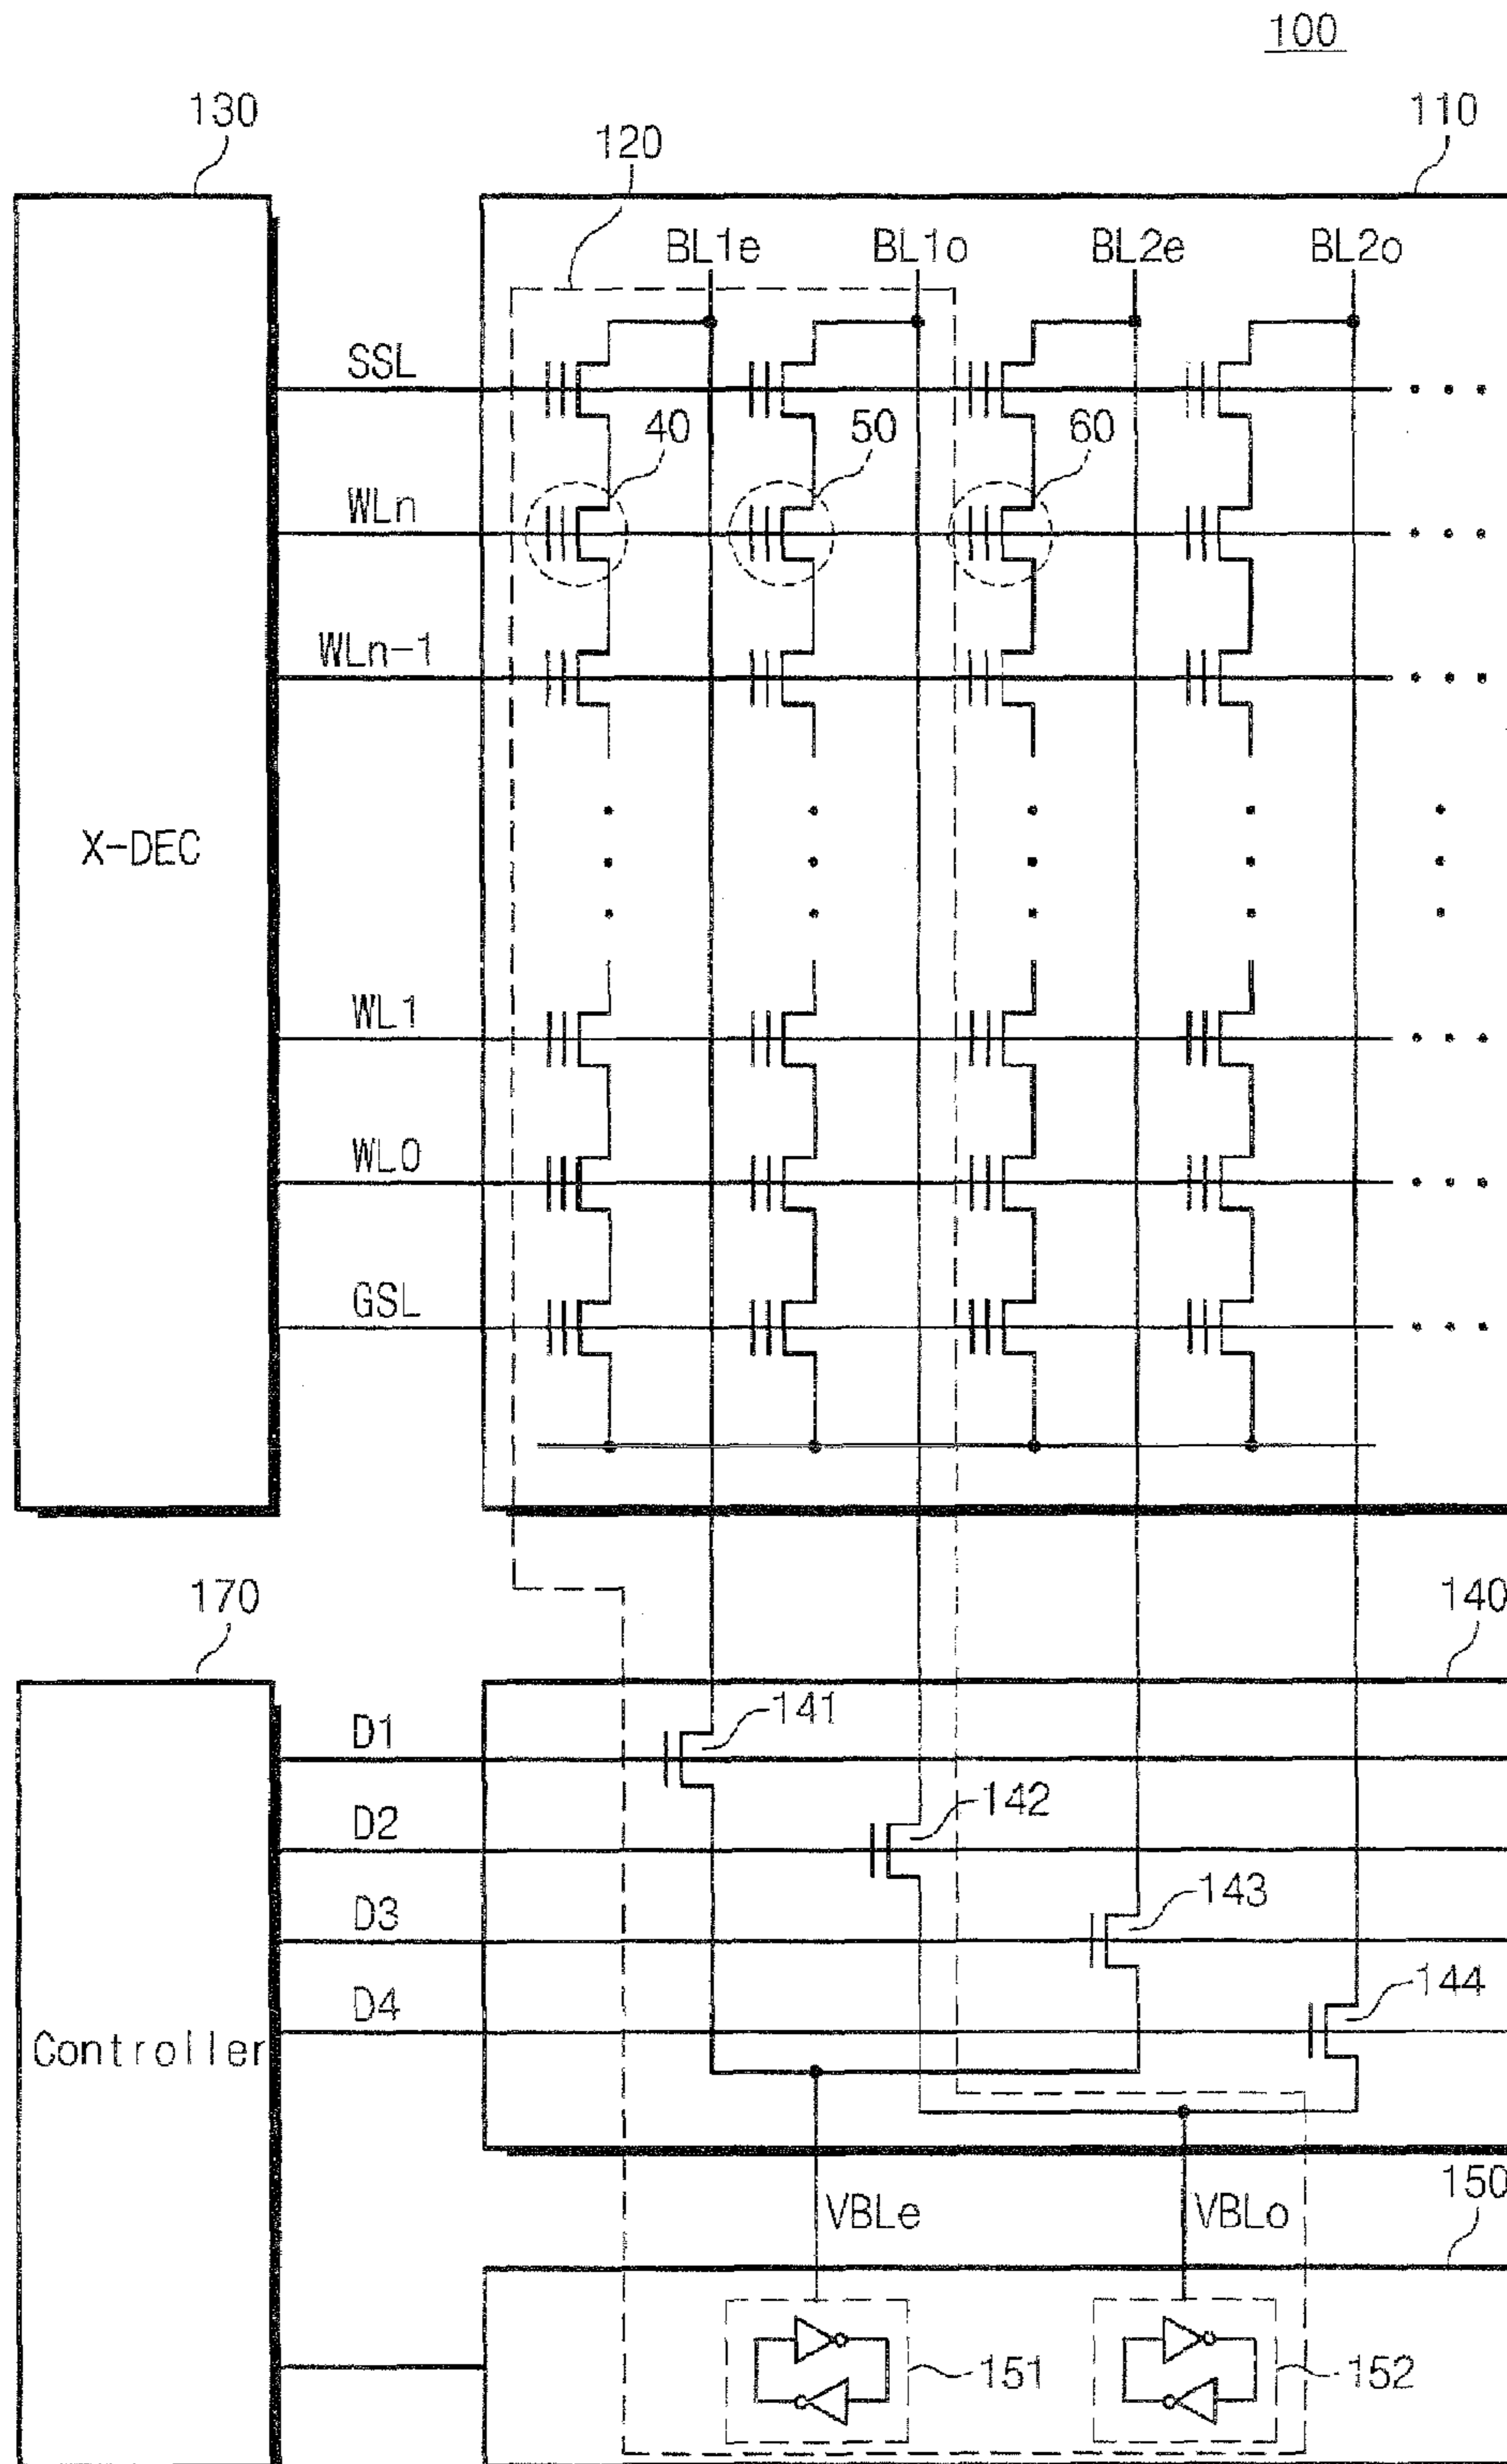 100
130
120
110
BL1e BL1o BL2e BL2o
SSL
40 50 60
WLn
WLn-1
X-DEC
WL1
WL0
GSL
170
140
D1
141
D2
142
D3
143
D4
144
Controller
150
VBLe VBLo
151 152